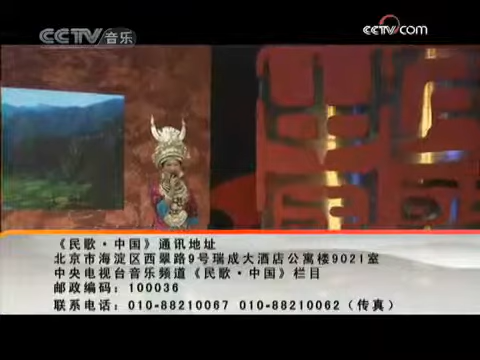 CCTV音乐
CCTV.com
《民歌·中国》通讯地址
北京市海淀区西翠路9号瑞成大酒店公寓楼9021室
中央电视台音乐频道《民歌·中国》栏目
邮政编码：100036
联系电话：010-88210067 010-88210062（传真）